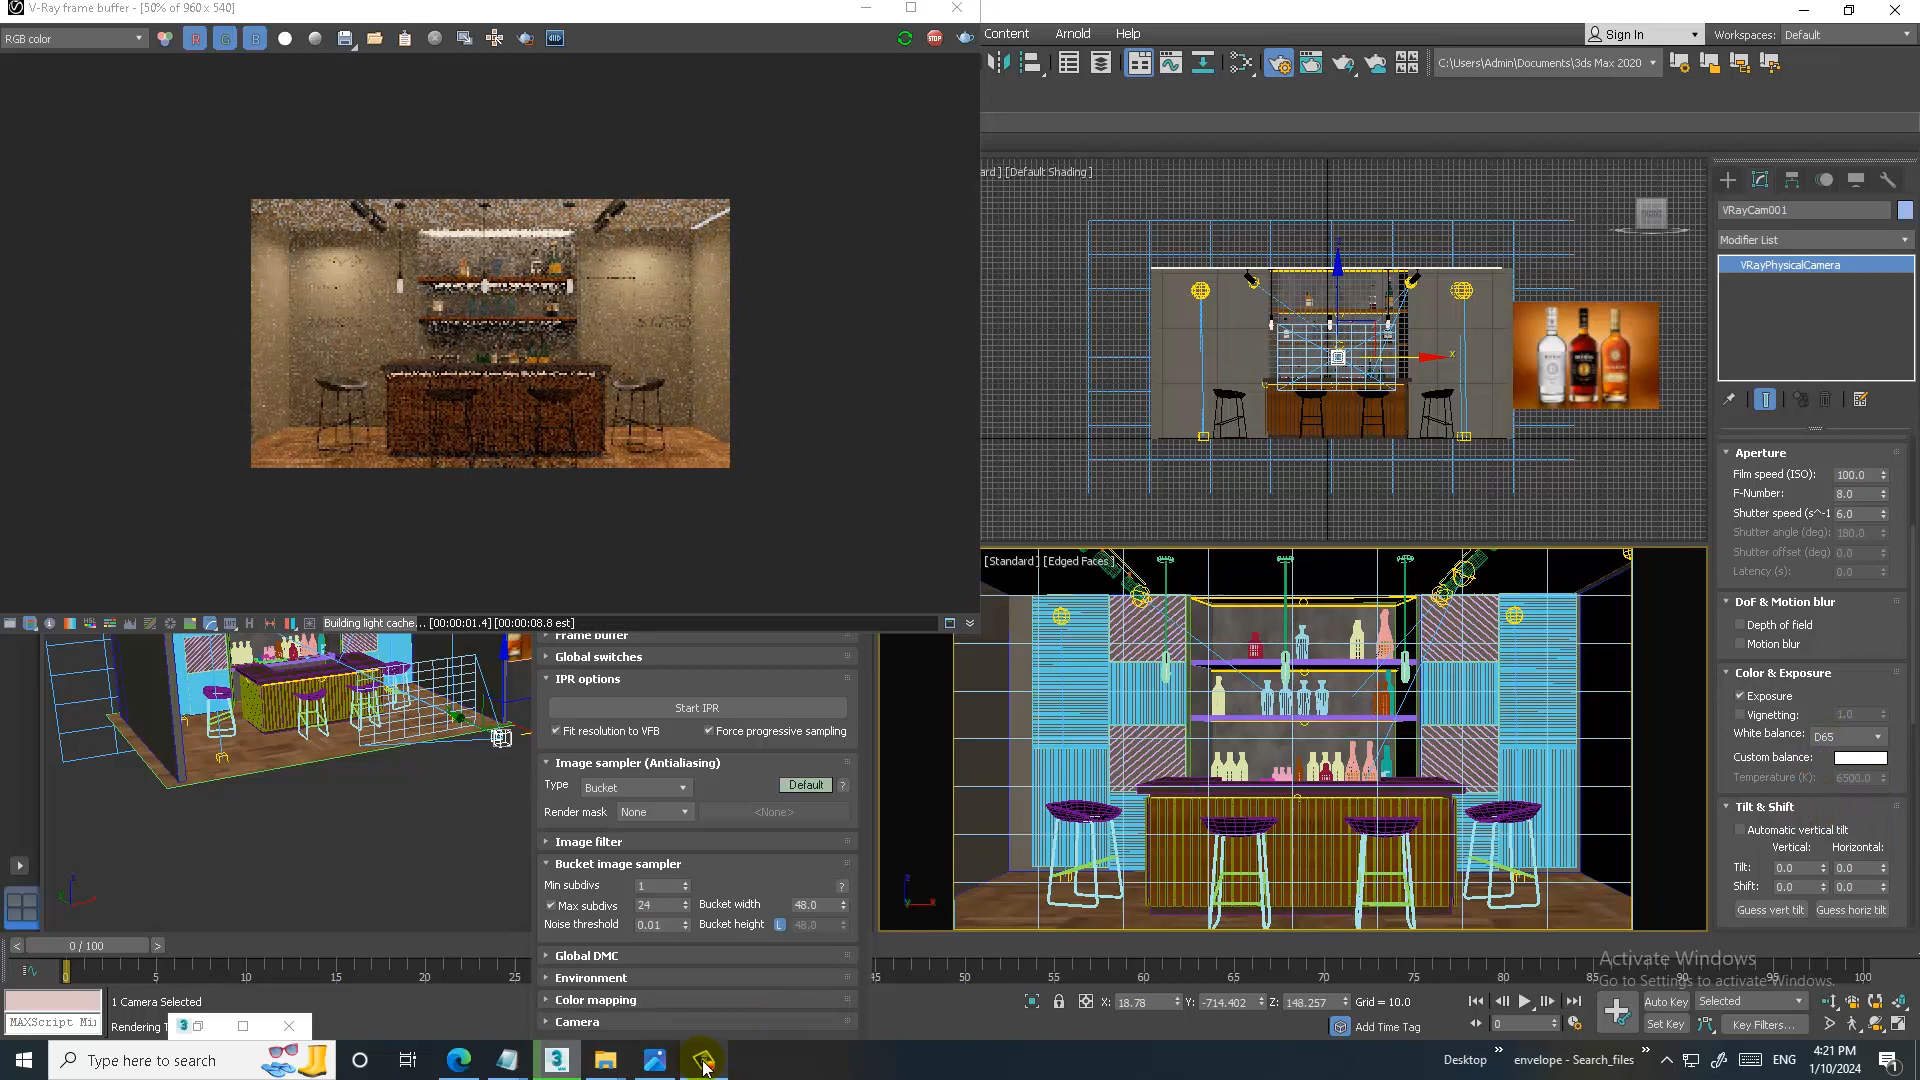 V-Ray frame buffer - [50% of 960 x 540]
RGB color
Content
Arnold
Help
Sign In
Workspaces:
Default
C:\Users\Admin\Documents\3ds Max 2020
ard ] [Default Shading ]
VRayCam001
Modifier List
VRayPhysicalCamera
Aperture
Film speed (ISO):
100.0
F-Number:
8.0
Shutter speed (s^-1
6.0
Shutter angle (deg):
180.0
Shutter offset (deg)
0.0
Latency (s):
0.0
DoF & Motion blur
Depth of field
Motion blur
Color & Exposure
Exposure
Vignetting:
1.0
White balance:
D65
Custom balance:
Temperature (K):
6500.0
Tilt & Shift
Automatic vertical tilt
Vertical:
Horizontal:
Tilt:
0.0
0.0
Shift:
0.0
0.0
Guess vert tilt
Guess horiz tilt
[Standard ] [Edged Faces ]
Building light cache... [00:00:01.4] [00:00:08.8 est]
Frame buffer
Global switches
IPR options
Start IPR
Fit resolution to VFB
Force progressive sampling
Image sampler (Antialiasing)
Type
Bucket
Default
?
Render mask
None
<None>
Image filter
Bucket image sampler
Min subdivs
1
?
Max subdivs
24
Bucket width
48.0
Noise threshold
0.01
Bucket height
L
48.0
Global DMC
Environment
Color mapping
Camera
0 / 100
0
5
10
15
20
25
45
50
55
60
65
70
75
80
85
90
95
100
Activate Windows
Go to Settings to activate Windows.
1 Camera Selected
MAXScript Mi
Rendering T
X:
18.78
Y:
-714.402
Z:
148.257
Grid = 10.0
Add Time Tag
0
Auto Key
Selected
Set Key
Key Filters...
Type here to search
Desktop
envelope - Search_files
ENG
4:21 PM
1/10/2024